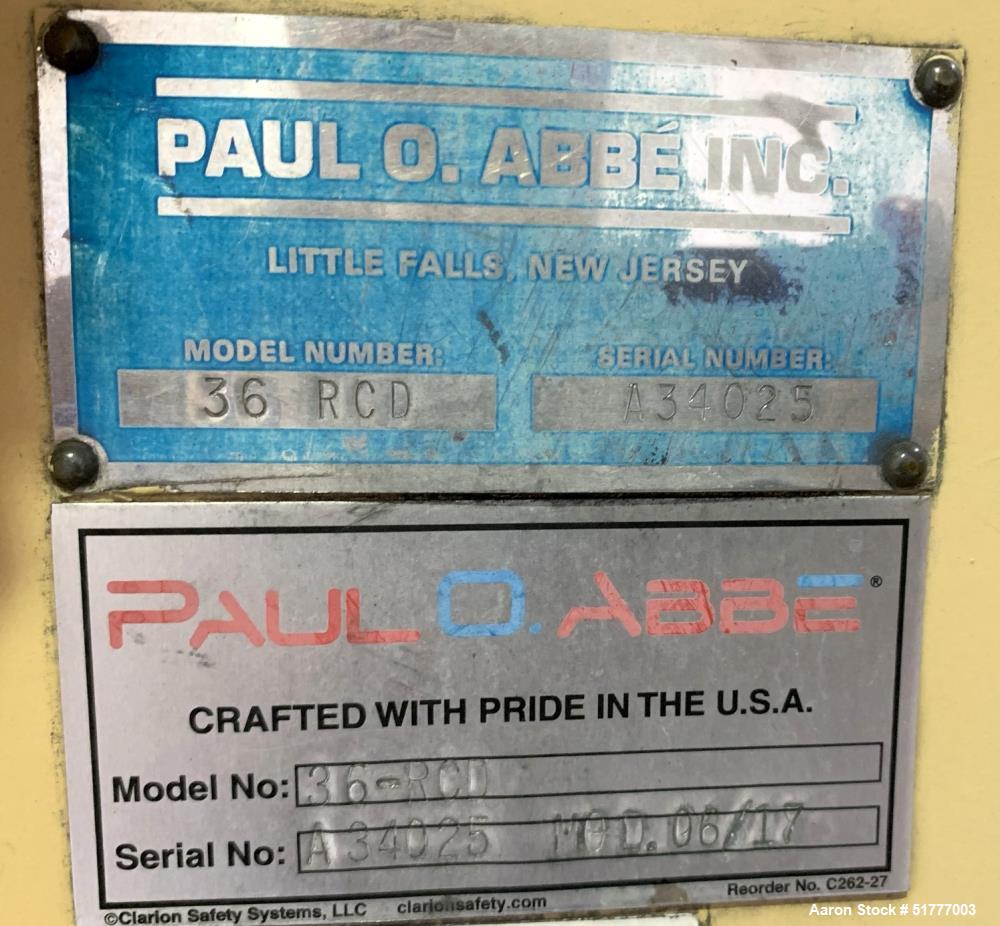 PAUL O. ABBÉ INC.
LITTLE FALLS, NEW JERSEY
MODEL NUMBER: SERIAL NUMBER:
36 RCD A34025
PAUL O. ABBE®
CRAFTED WITH PRIDE IN THE U.S.A.
Model No: 36-RCD
Serial No: A34025 MOD. 06/17
Reorder No. C262-27
©Clarion Safety Systems, LLC clarionsafety.com
Aaron Stock # 51777003